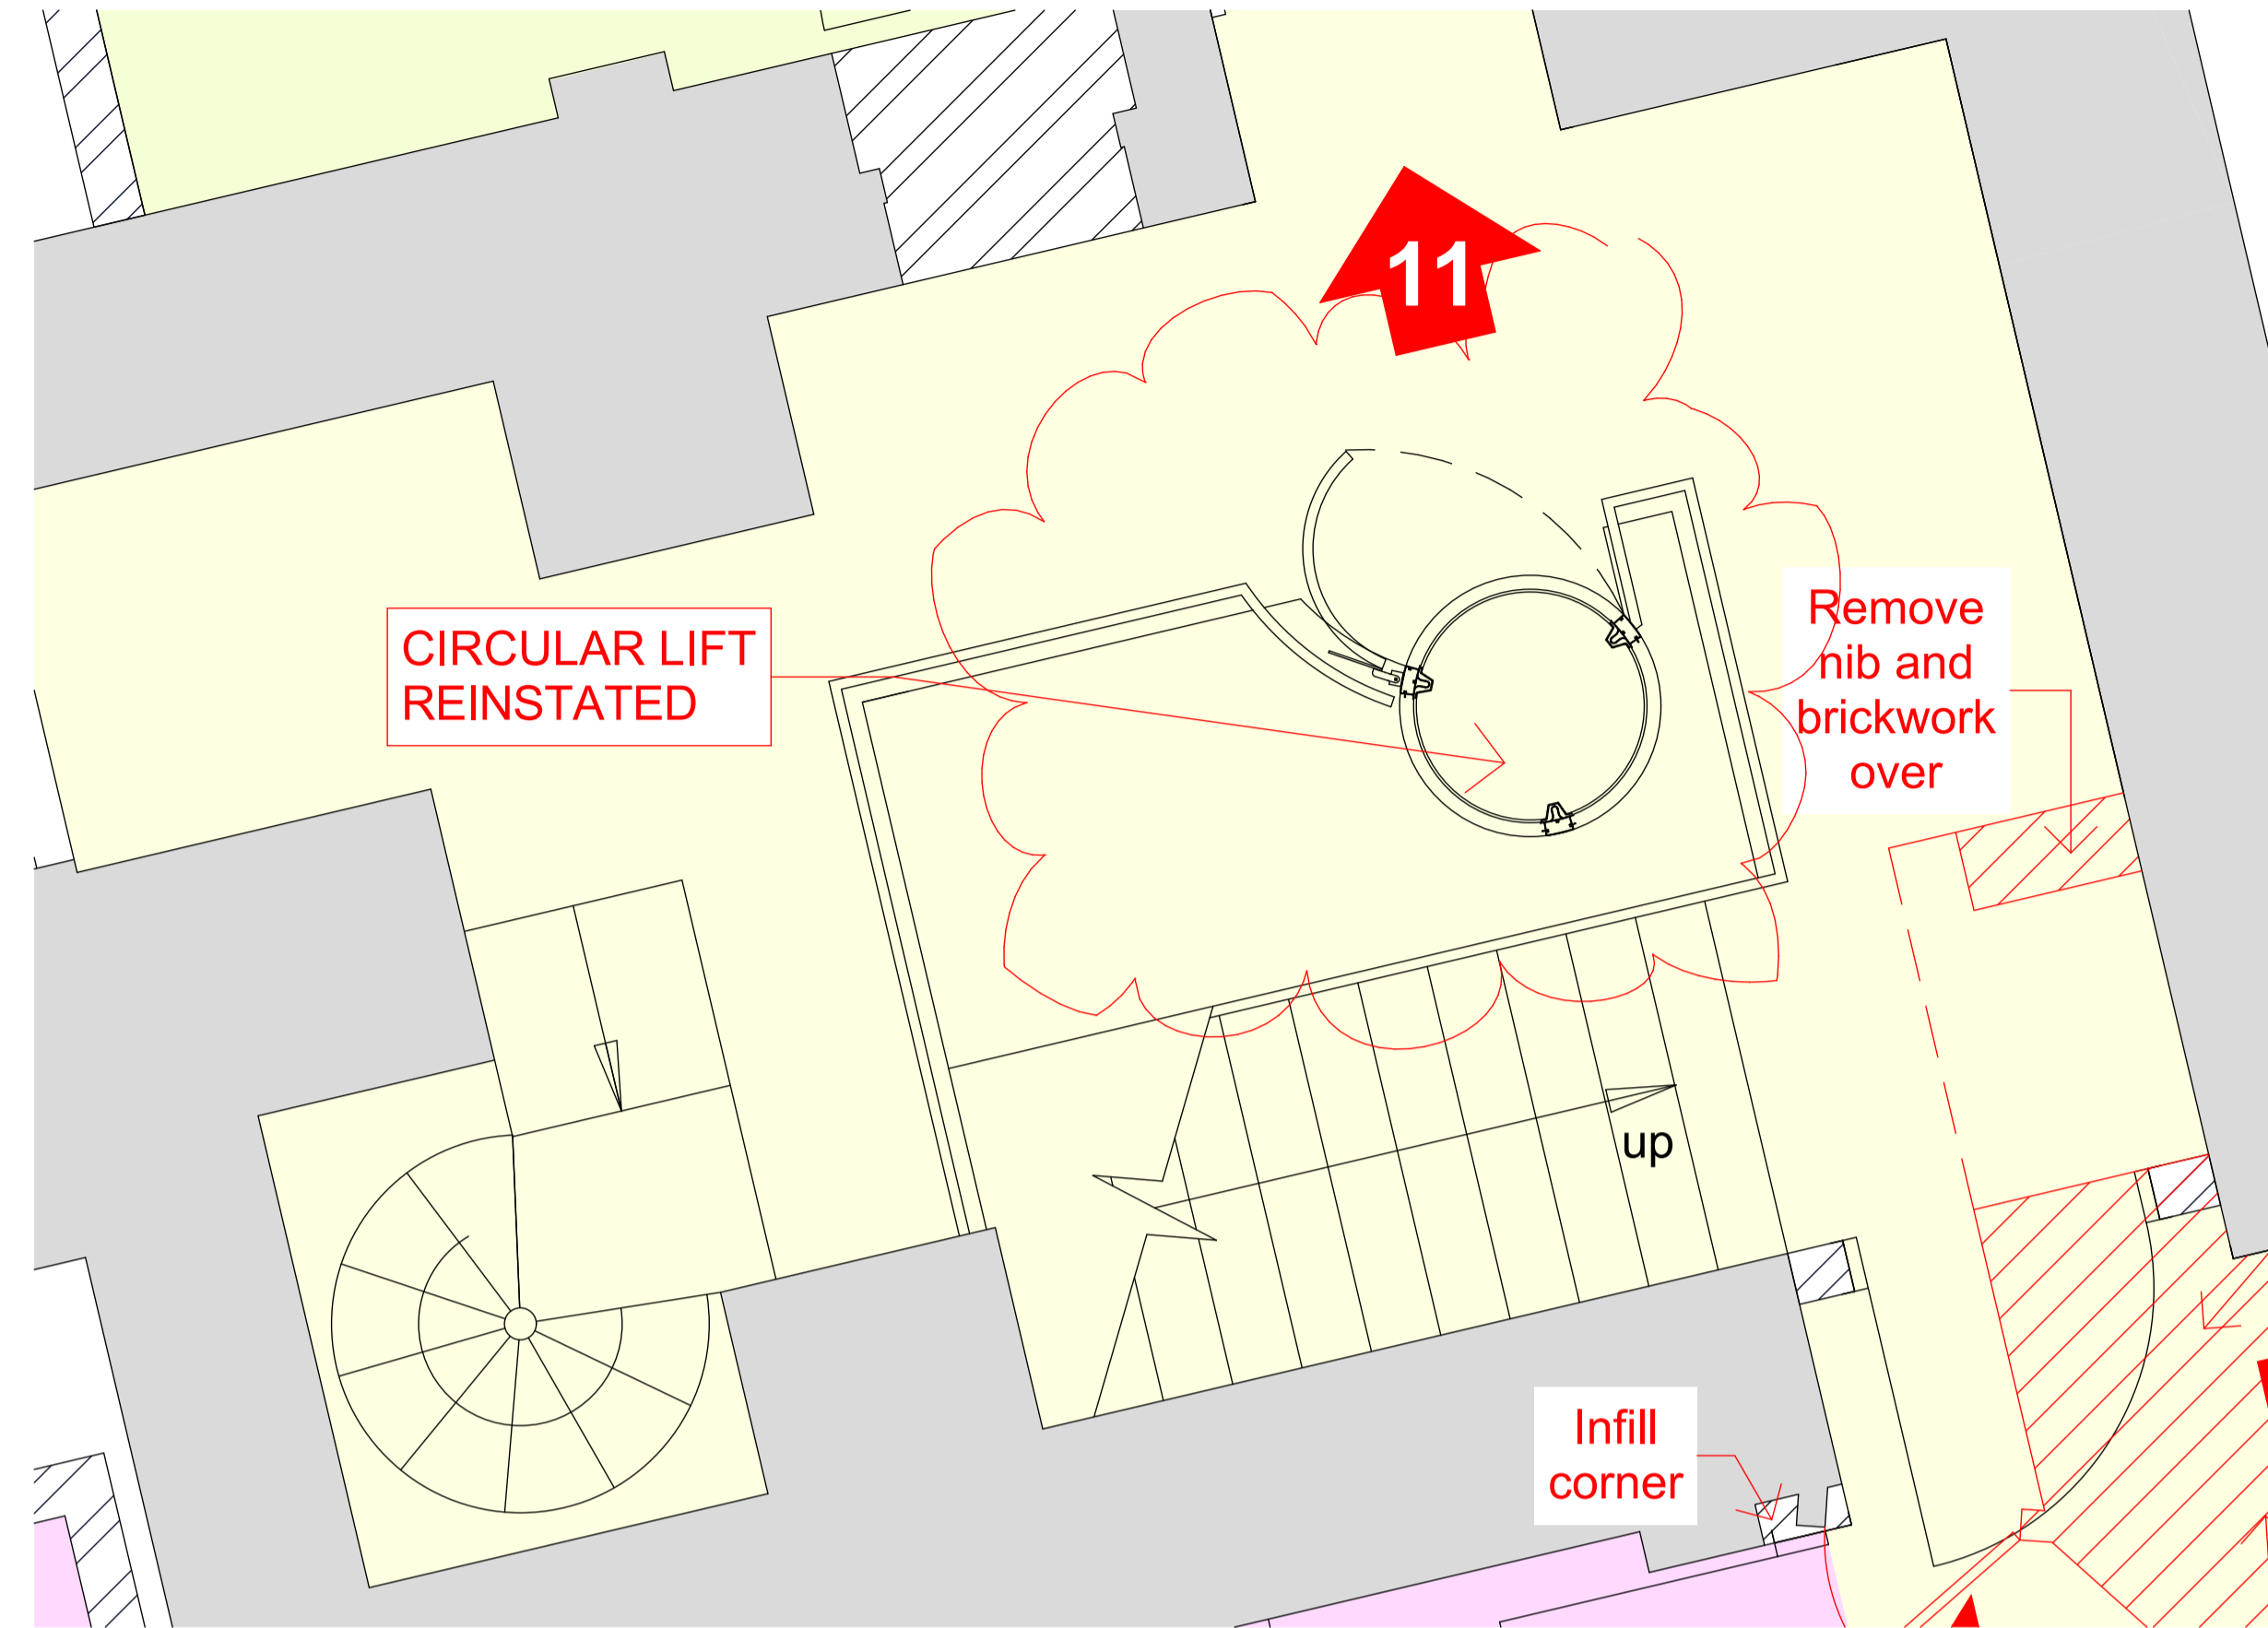 11
CIRCULAR LIFT
REINSTATED
Remove
nib and
brickwork
over
up
Infill
corner